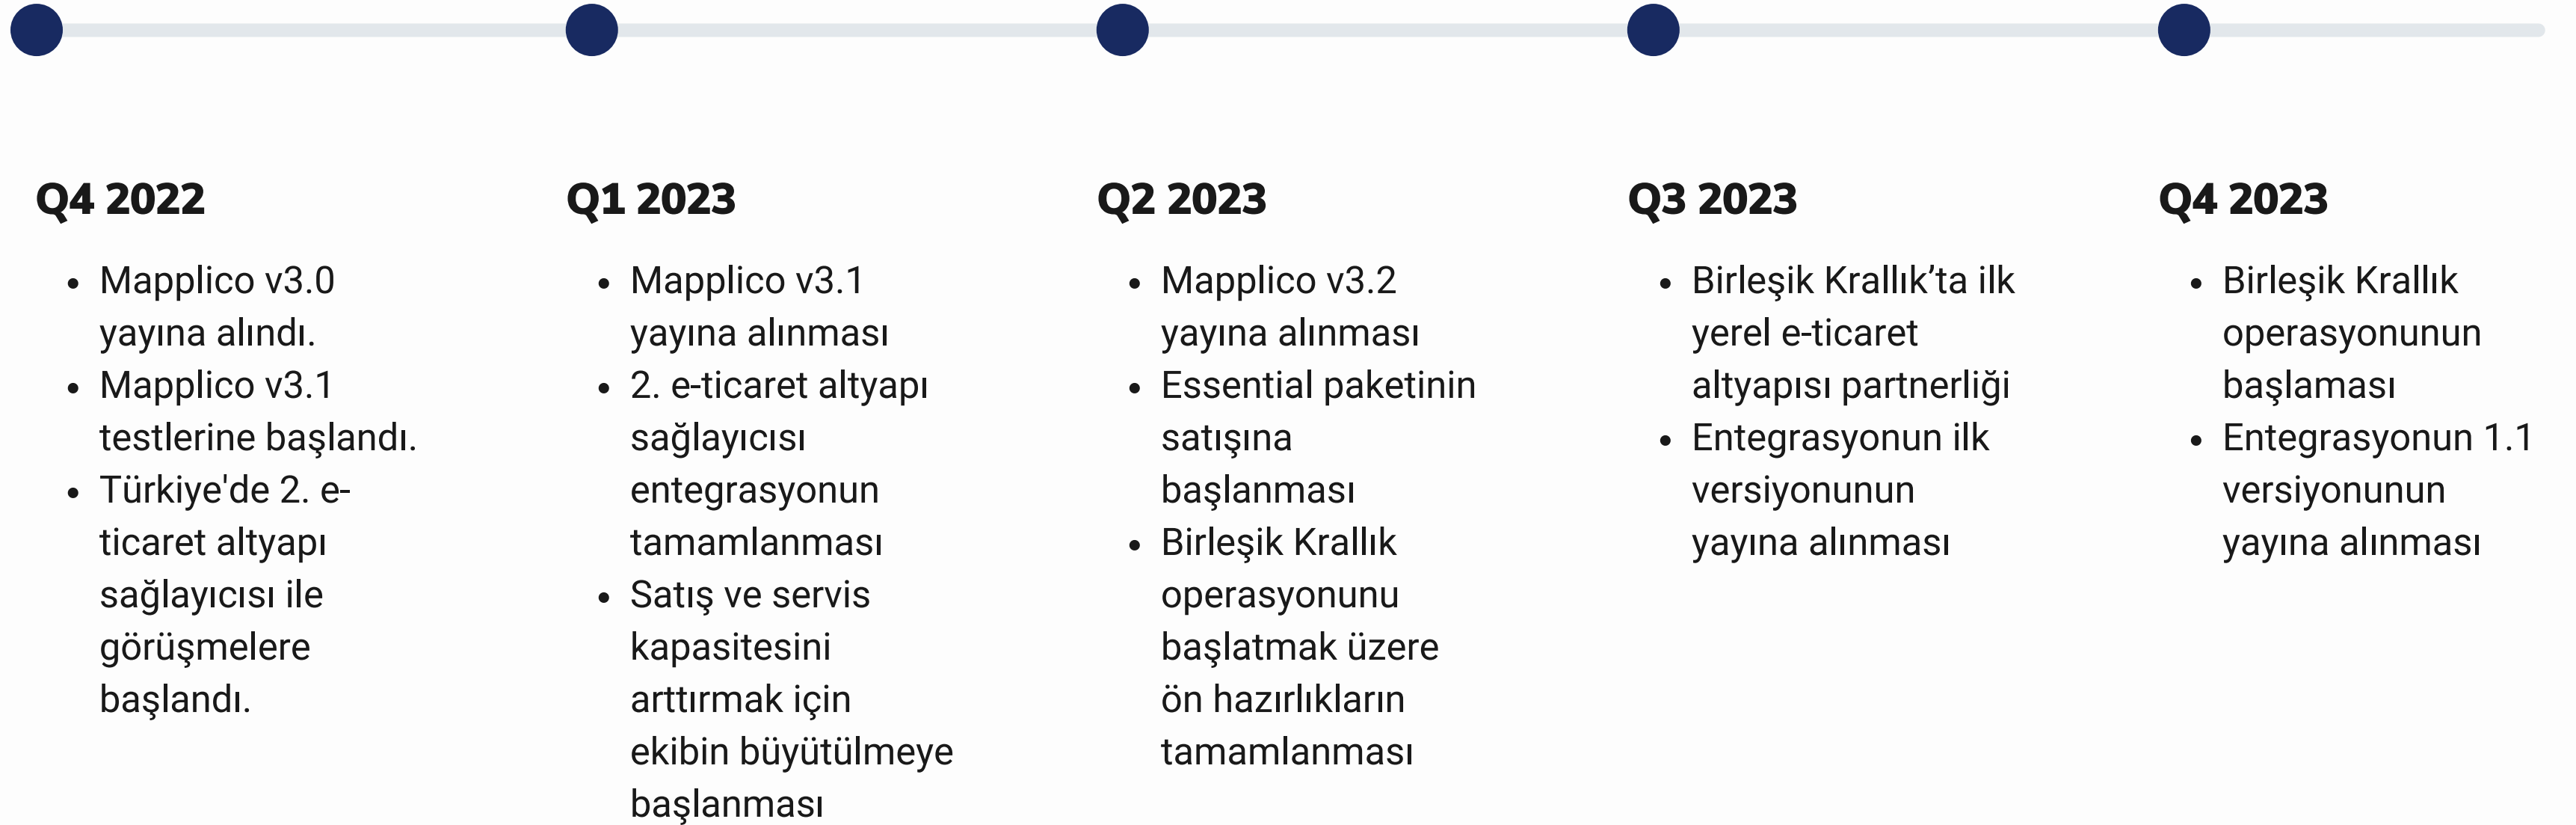 Q4 2022
• Mapplico v3.0
yayına alındı.
• Mapplico v3.1
testlerine başlandı.
• Türkiye'de 2. e-
ticaret altyapı
sağlayıcısı ile
görüşmelere
başlandı.
Q1 2023
• Mapplico v3.1
yayına alınması
• 2. e-ticaret altyapı
sağlayıcısı
entegrasyonun
tamamlanması
• Satış ve servis
kapasitesini
arttırmak için
ekibin büyütülmeye
başlanması
Q2 2023
• Mapplico v3.2
yayına alınması
• Essential paketinin
satışına
başlanması
• Birleşik Krallık
operasyonunu
başlatmak üzere
ön hazırlıkların
tamamlanması
Q3 2023
• Birleşik Krallık’ta ilk
yerel e-ticaret
altyapısı partnerliği
• Entegrasyonun ilk
versiyonunun
yayına alınması
Q4 2023
• Birleşik Krallık
operasyonunun
başlaması
• Entegrasyonun 1.1
versiyonunun
yayına alınması